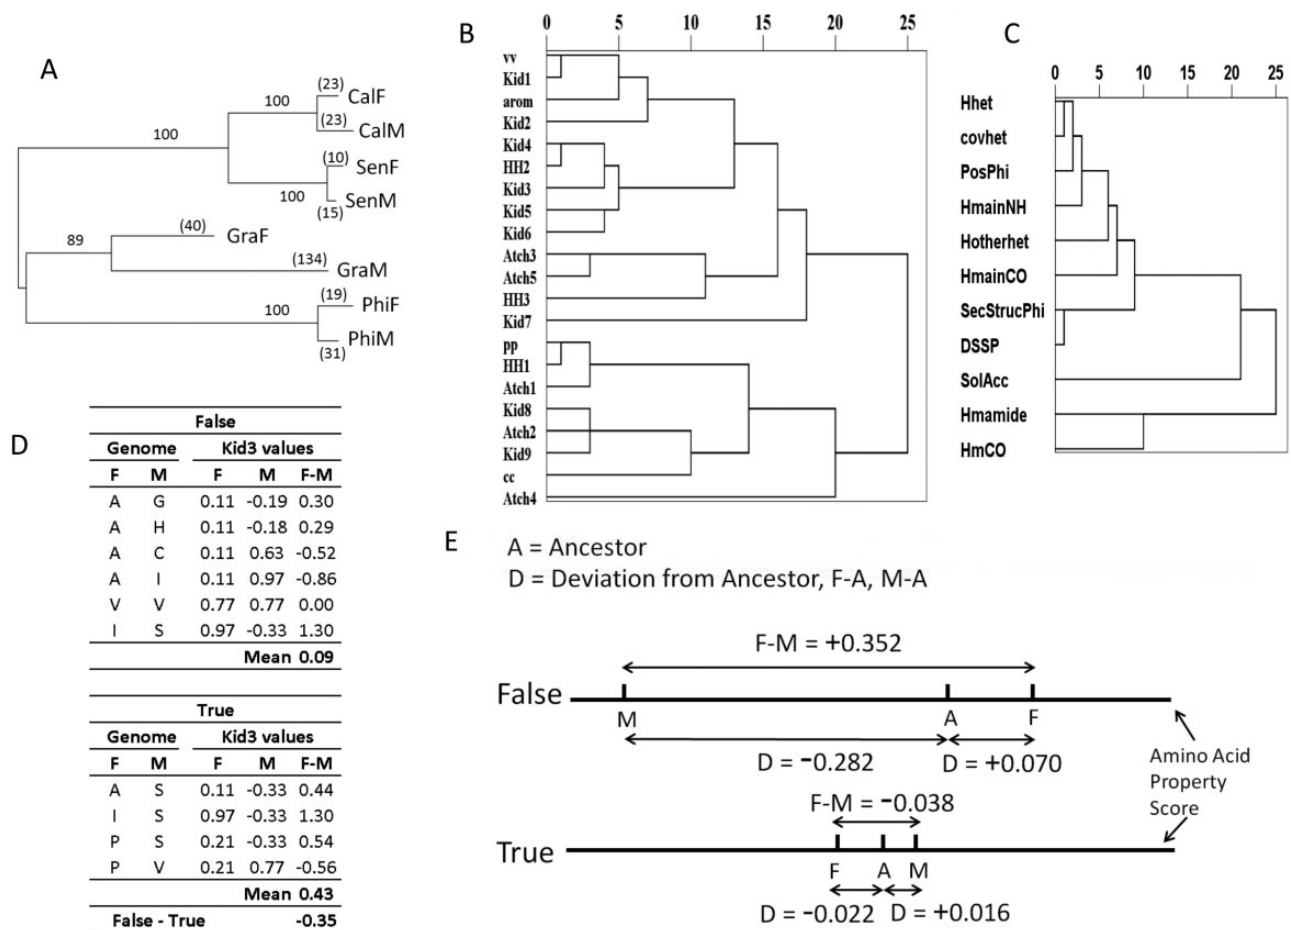 A
100
100
(23)
CalF
(23)
CalM
(10)
SenF
100
(15)
SenM
89
(40)
GraF
(134)
GraM
100
(19)
PhiF
(31)
PhiM
B
0 5 10 15 20 25
vv
Kid1
arom
Kid2
Kid4
HH2
Kid3
Kid5
Kid6
Atch3
Atch5
HH3
Kid7
pp
HH1
Atch1
Kid8
Atch2
Kid9
cc
Atch4
C
0 5 10 15 20 25
Hhet
covhet
PosPhi
HmainNH
Hotherhet
HmainCO
SecStrucPhi
DSSP
SolAcc
Hmamide
HmCO
D
False
Genome Kid3 values
F M F M F-M
A G 0.11 -0.19 0.30
A H 0.11 -0.18 0.29
A C 0.11 0.63 -0.52
A I 0.11 0.97 -0.86
V V 0.77 0.77 0.00
I S 0.97 -0.33 1.30
Mean 0.09
True
Genome Kid3 values
F M F M F-M
A S 0.11 -0.33 0.44
I S 0.97 -0.33 1.30
P S 0.21 -0.33 0.54
P V 0.21 0.77 -0.56
Mean 0.43
False - True -0.35
E
A = Ancestor
D = Deviation from Ancestor, F-A, M-A
F-M = +0.352
False
M A F
D = -0.282 D = +0.070
Amino Acid
Property
Score
F-M = -0.038
True
F A M
D = -0.022 D = +0.016